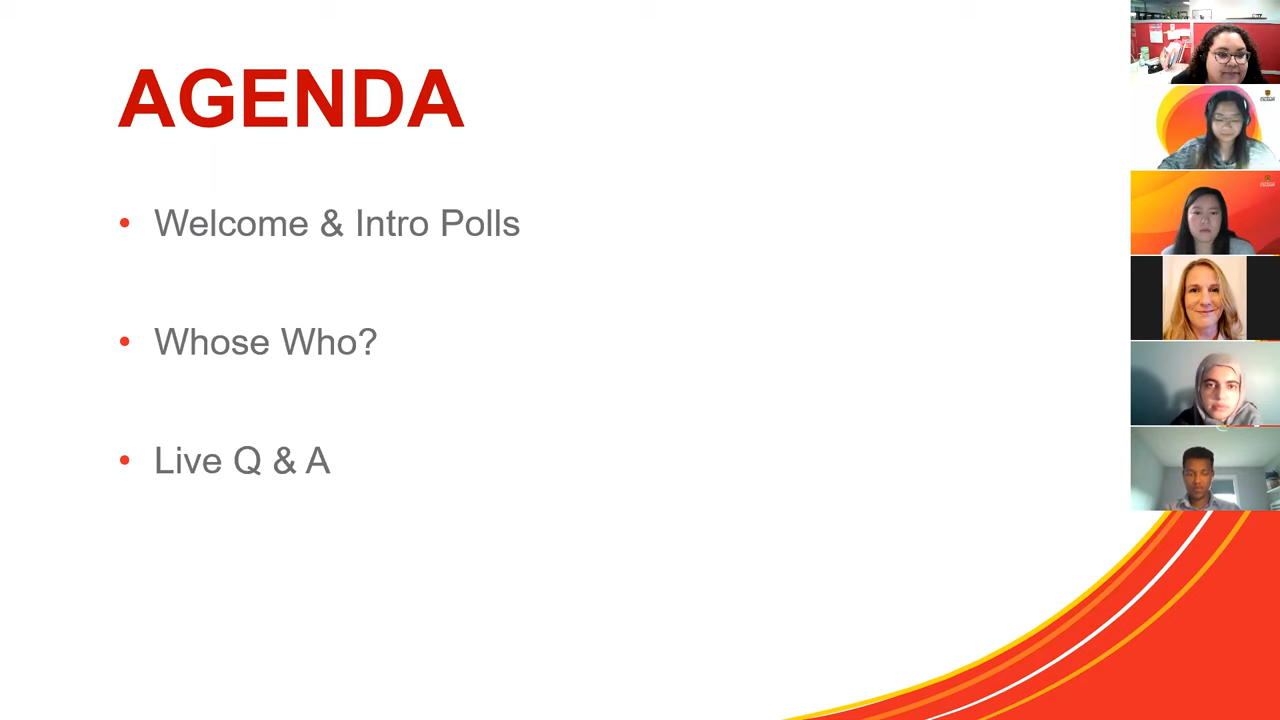 AGENDA
• Welcome & Intro Polls
• Whose Who?
• Live Q & A